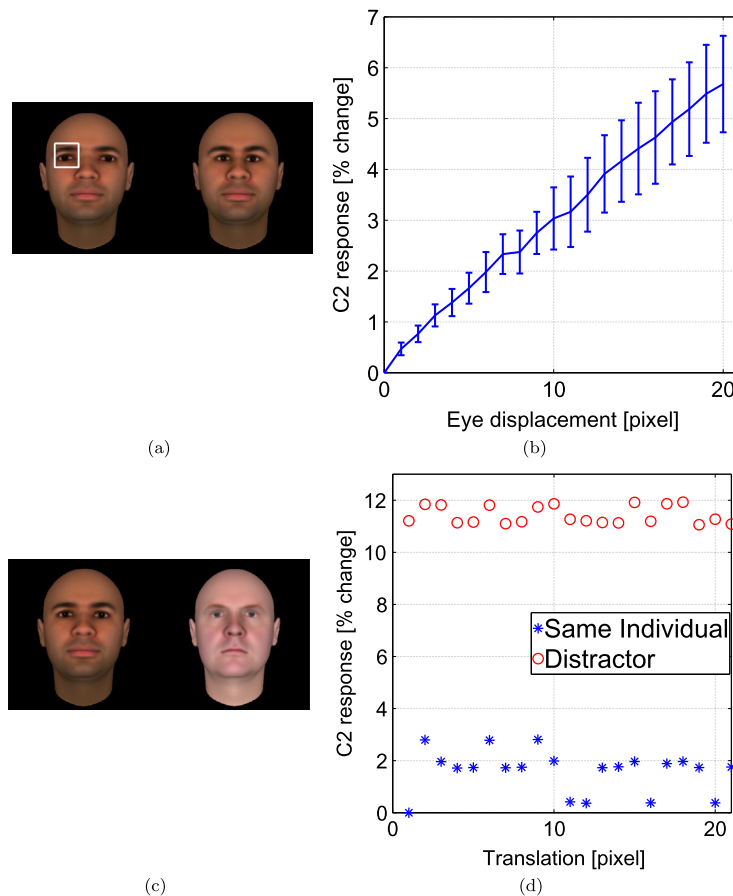 7
6
5
4
3
2
1
0
C2 response [% change]
0 10 20
Eye displacement [pixel]
(a) (b)
12
10
8
6
4
2
0
C2 response [% change]
Same Individual
Distractor
0 10 20
Translation [pixel]
(c) (d)